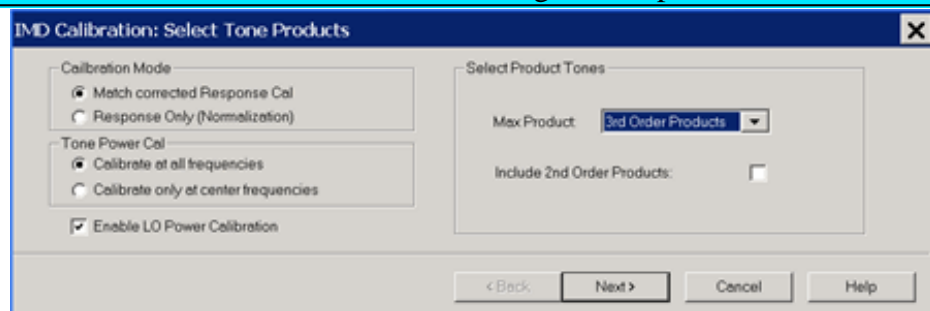 IMD Calibration: Select Tone Products
Cailbration Mode
Match corrected Response Cal
Response Only (Normalization)
Tone Power Cal
Calibrate at all frequencies
Calibrate only at center frequencies
Enable LO Power Calibration
Select Product Tones
Max Product: 3rd Order Products
Include 2nd Order Products:
< Back
Next >
Cancel
Help